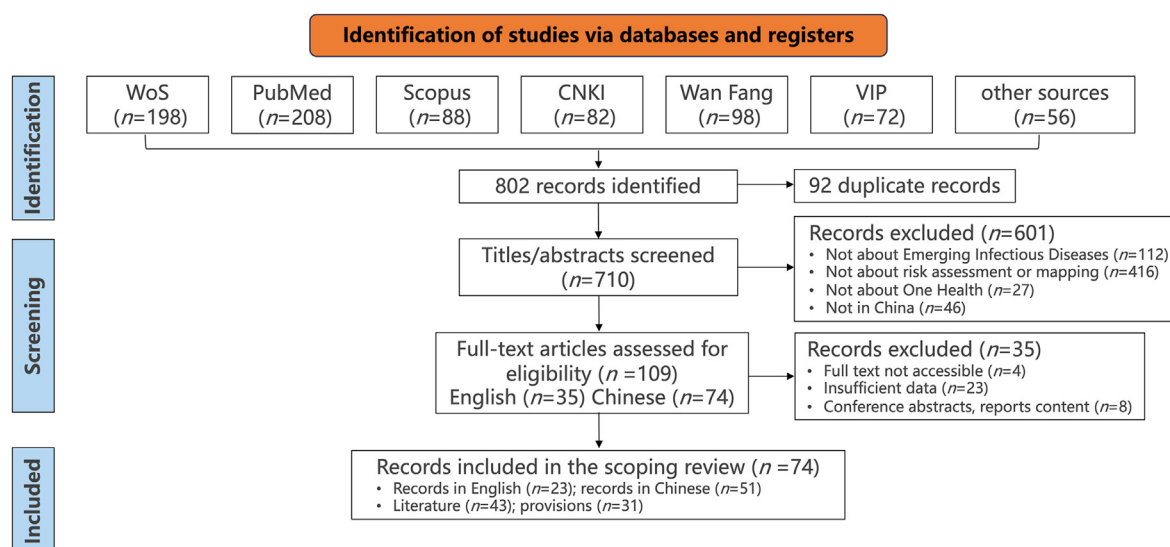 Identification of studies via databases and registers
Identification
WoS
(n=198)
PubMed
(n=208)
Scopus
(n=88)
CNKI
(n=82)
Wan Fang
(n=98)
VIP
(n=72)
other sources
(n=56)
802 records identified
92 duplicate records
Screening
Titles/abstracts screened
(n=710)
Records excluded (n=601)
• Not about Emerging Infectious Diseases (n=112)
• Not about risk assessment or mapping (n=416)
• Not about One Health (n=27)
• Not in China (n=46)
Full-text articles assessed for
eligibility (n =109)
English (n=35) Chinese (n=74)
Records excluded (n=35)
• Full text not accessible (n=4)
• Insufficient data (n=23)
• Conference abstracts, reports content (n=8)
Included
Records included in the scoping review (n =74)
• Records in English (n=23); records in Chinese (n=51)
• Literature (n=43); provisions (n=31)